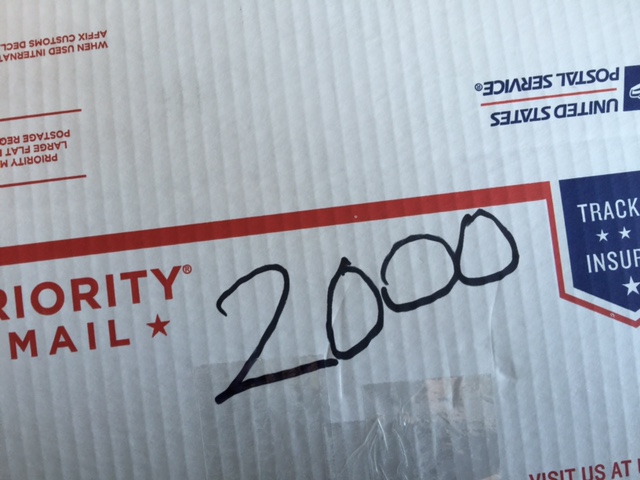 WHEN USED INTERNAT
AFFIX CUSTOMS DECL
UNITED STATES
POSTAL SERVICE®
PRIORITY M
LARGE FLAT
POSTAGE REQ
TRACK
INSUR
RIORITY®
MAIL
2000
VISIT US AT